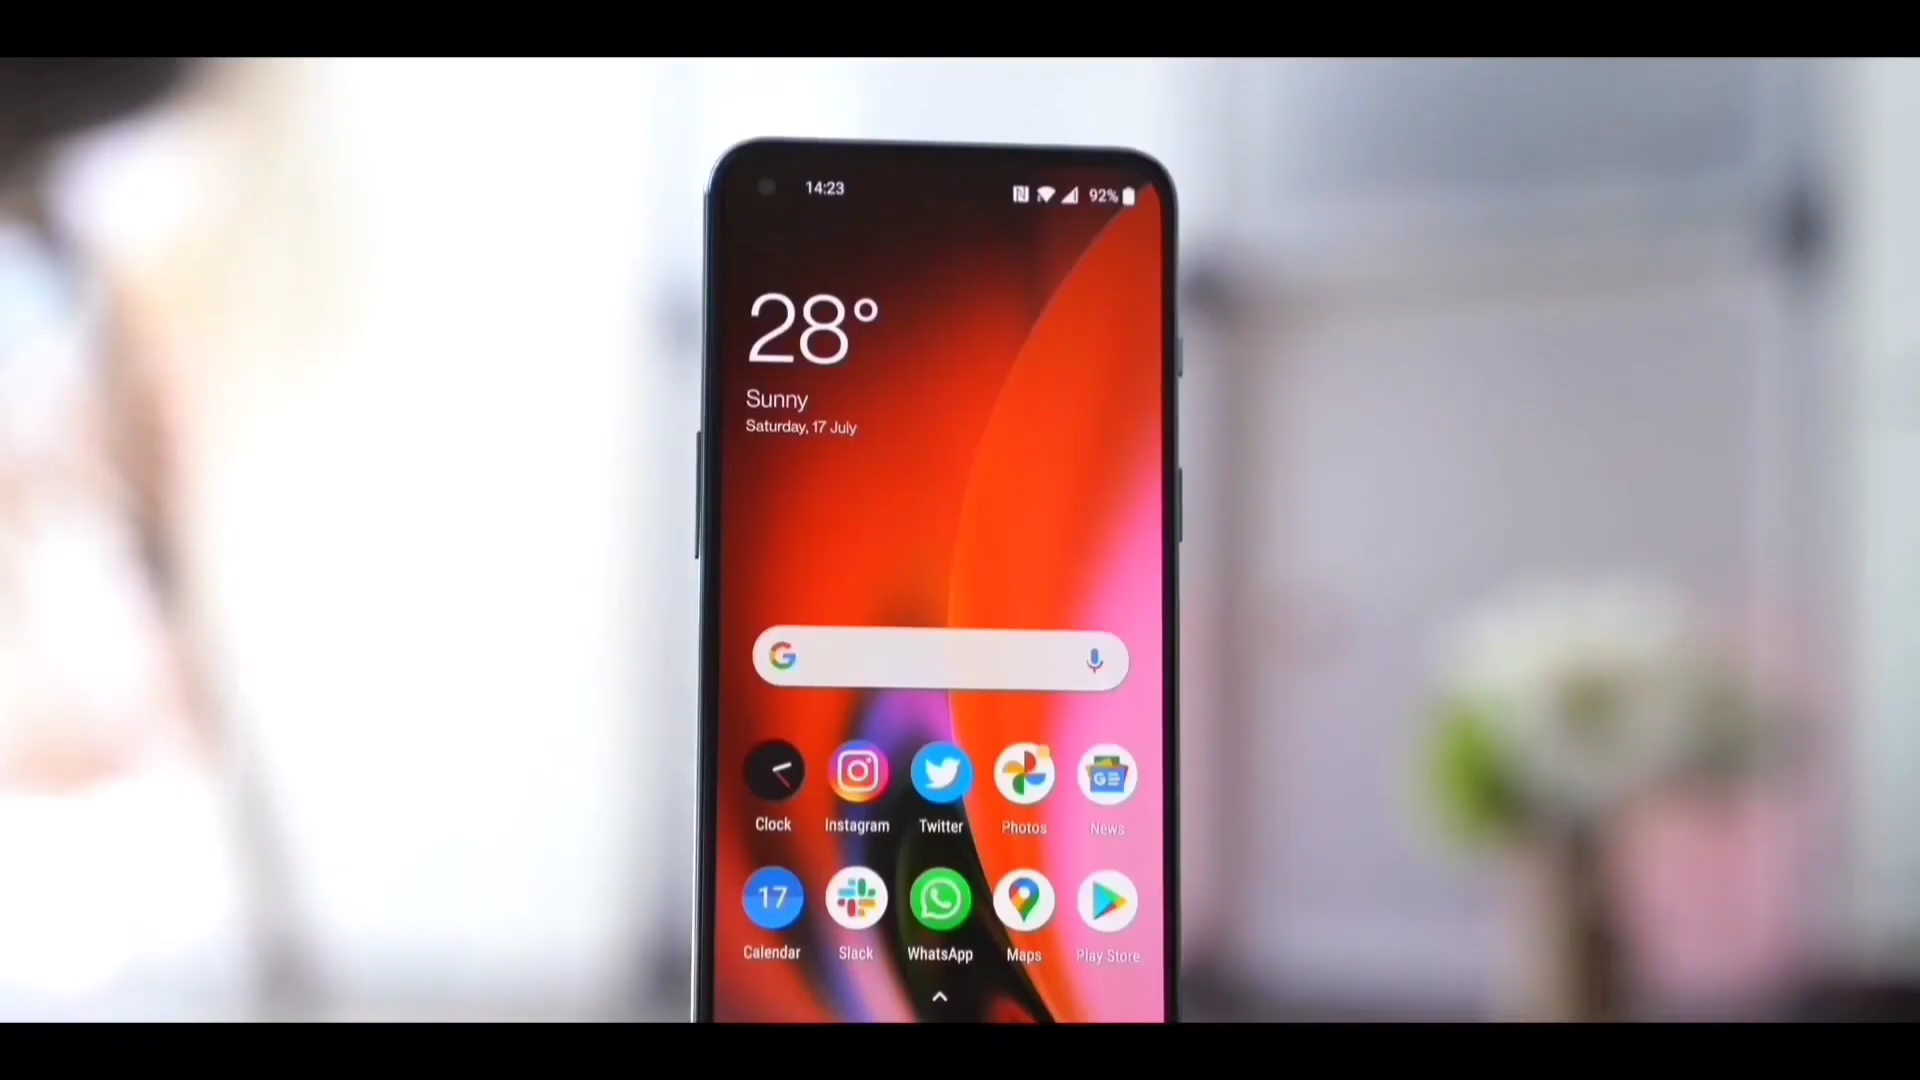 14:23
92%
28°
Sunny
Saturday, 17 July
Clock Instagram Twitter Photos News
17
Calendar Slack WhatsApp Maps Play Store